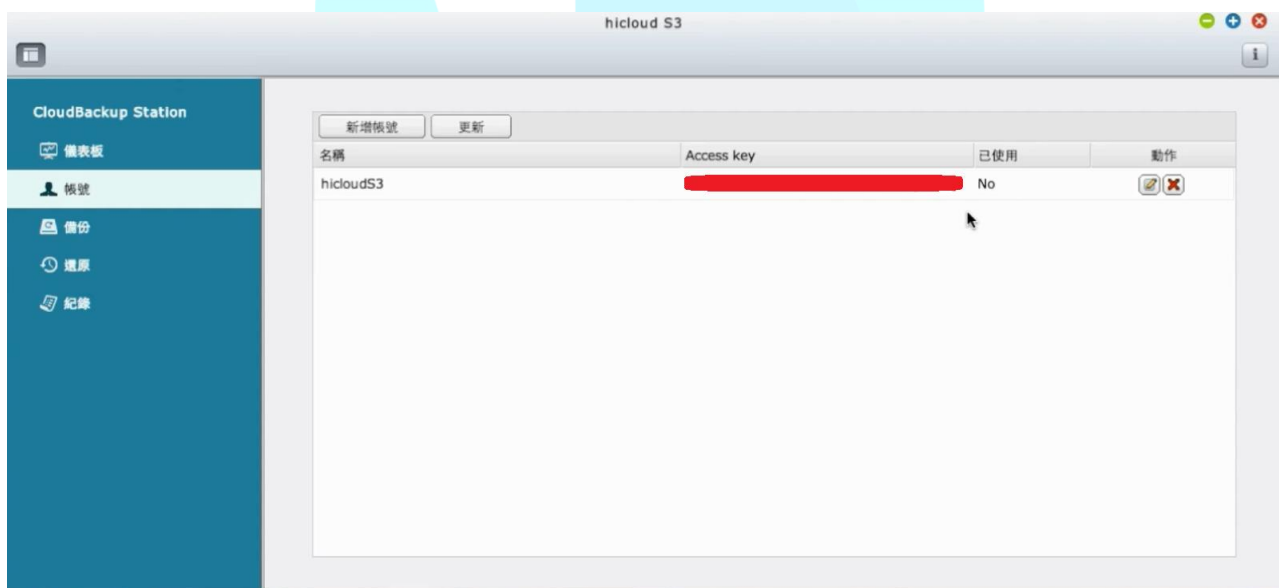 hicloud S3
CloudBackup Station
儀表板
帳號
備份
還原
紀錄
新增帳號 更新
名稱 Access key 已使用 動作
hicloudS3 No